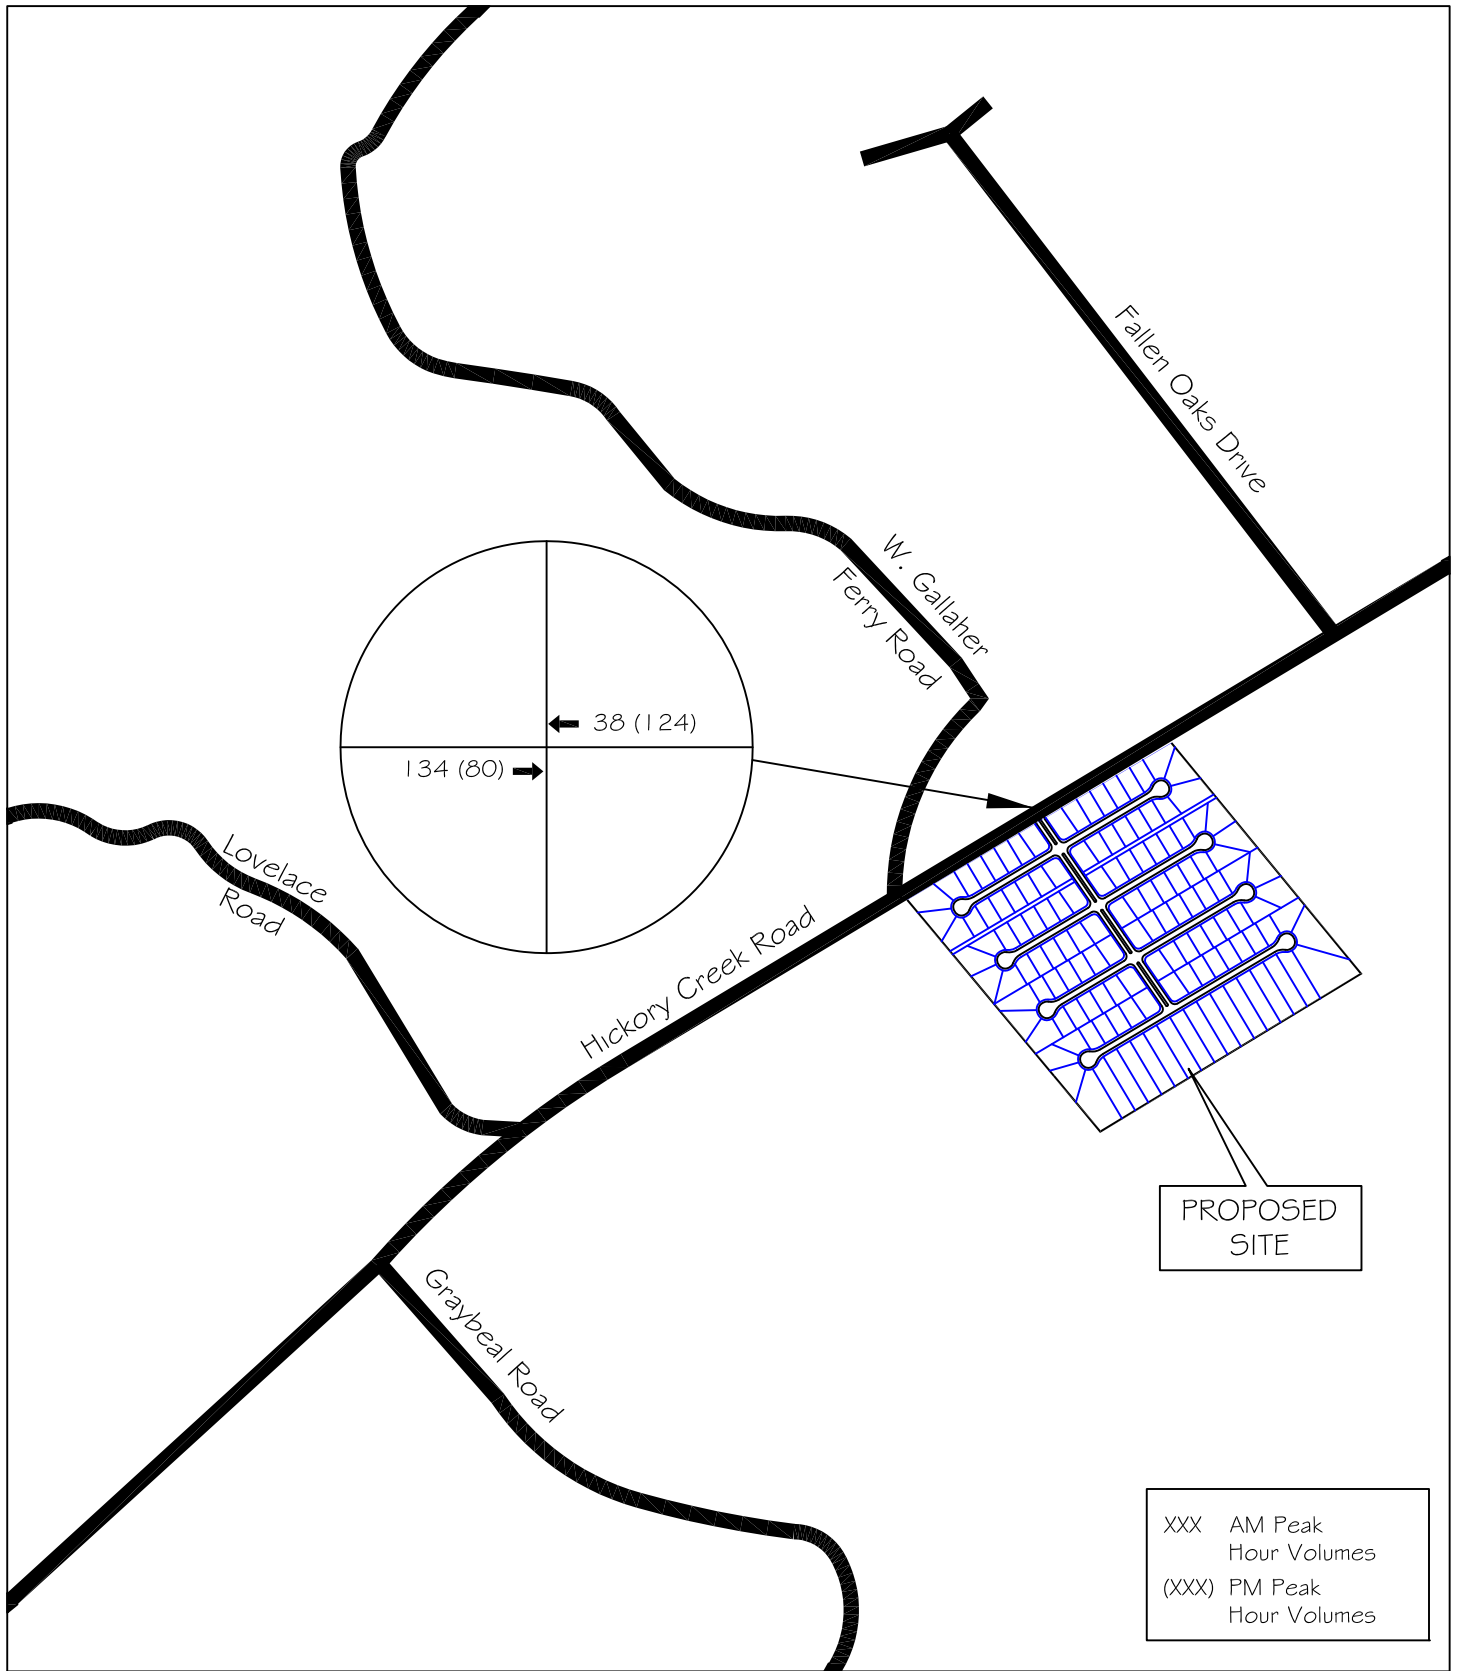 Fallen Oaks Drive
W. Gallaher
Ferry Road
38 (124)
134 (80)
Lovelace
Road
Hickory Creek Road
PROPOSED
SITE
Graybeal Road
XXX AM Peak
Hour Volumes
(XXX) PM Peak
Hour Volumes